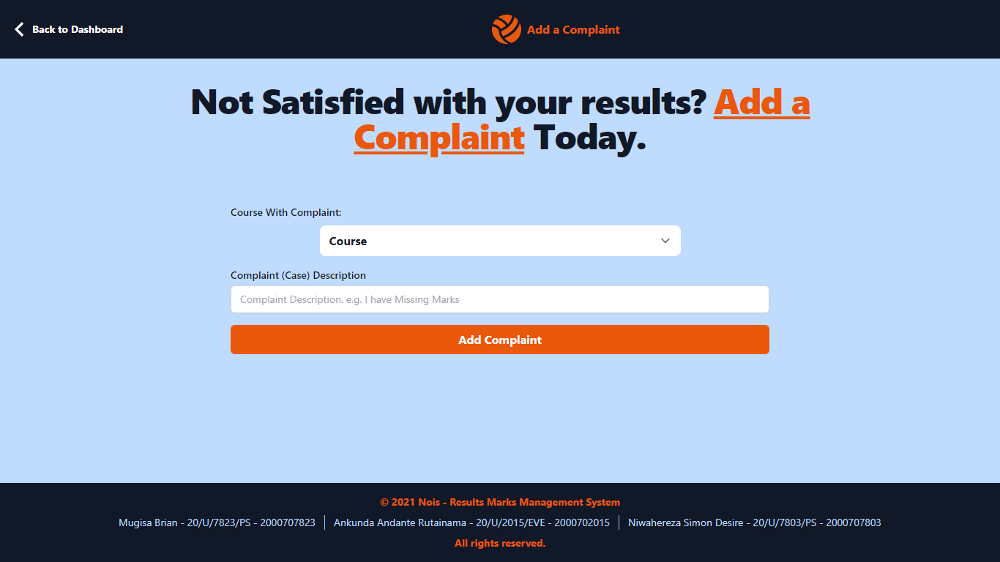 Back to Dashboard
Add a Complaint
Not Satisfied with your results? Add a
Complaint Today.
Course With Complaint:
Course
Complaint (Case) Description
Complaint Description. e.g. I have Missing Marks
Add Complaint
© 2021 Nois - Results Marks Management System
Mugisa Brian - 20/U/7823/PS - 2000707823
Ankunda Andante Rutainama - 20/U/2015/EVE - 2000702015
Niwahereza Simon Desire - 20/U/7803/PS - 2000707803
All rights reserved.